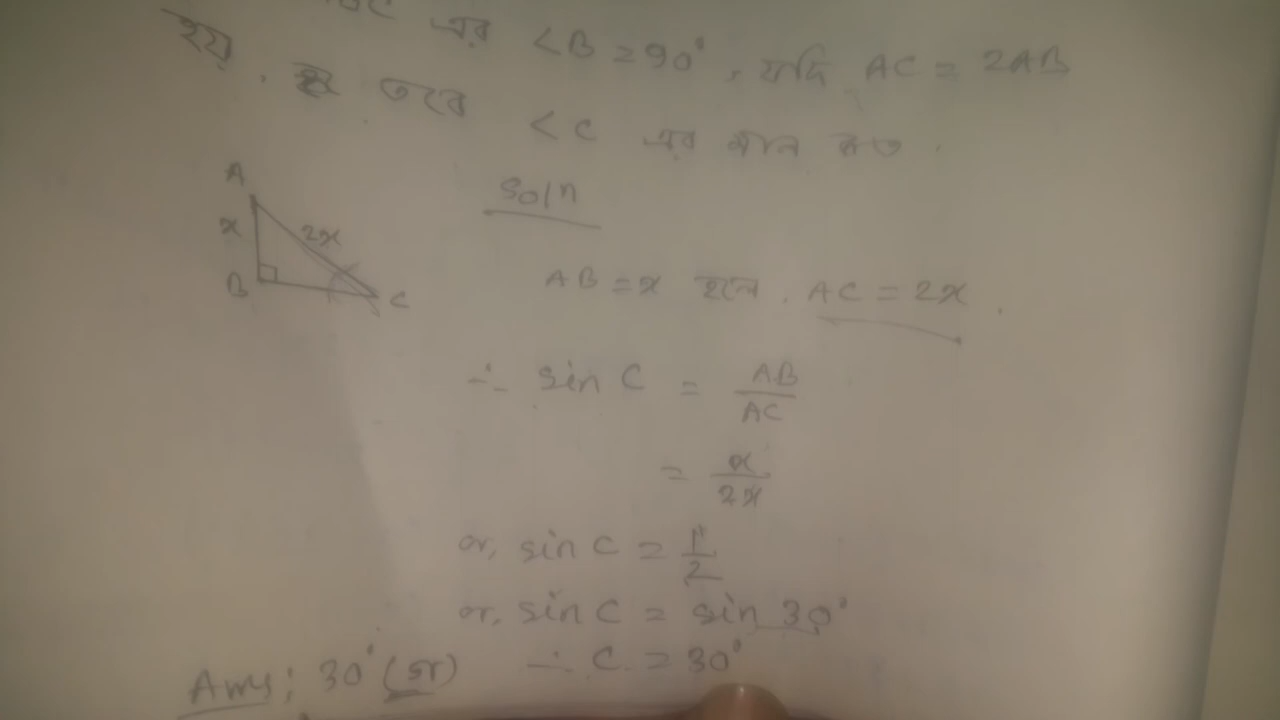 এর <B = 90°, যদি AC = 2AB
হয়, তবে <C এর মান কত.
A
x
2x
B
C
Soln
AB = x হলে, AC = 2x.
∴ sin C = AB/AC
= x/2x
or, sin C = 1/2
or, sin C = sin 30°
∴ C = 30°
Ans: 30°